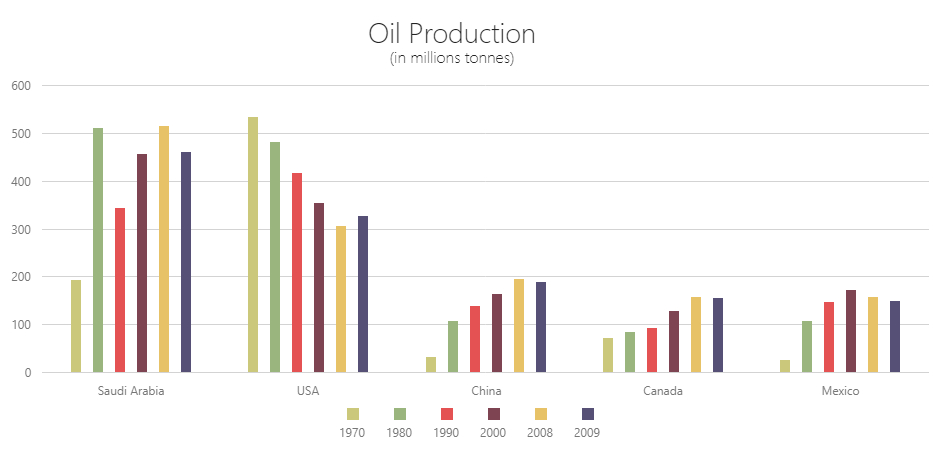 Oil Production
(in millions tonnes)
600
500
400
300
200
100
0
Saudi Arabia
USA
China
Canada
Mexico
1970
1980
1990
2000
2008
2009